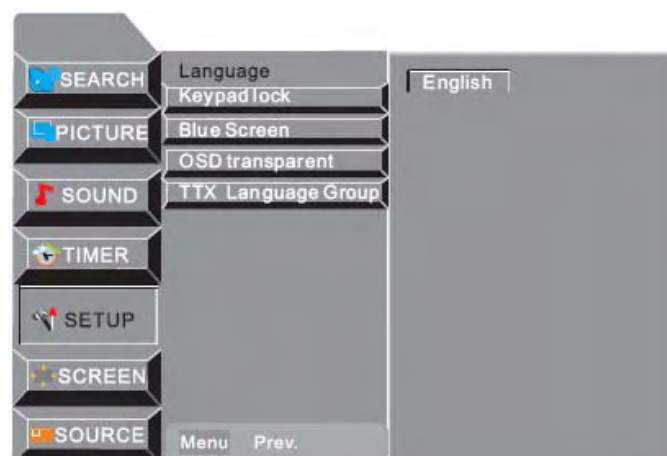 SEARCH
PICTURE
SOUND
TIMER
SETUP
SCREEN
SOURCE
Language
Keypad lock
Blue Screen
OSD transparent
TTX Language Group
Menu Prev.
English